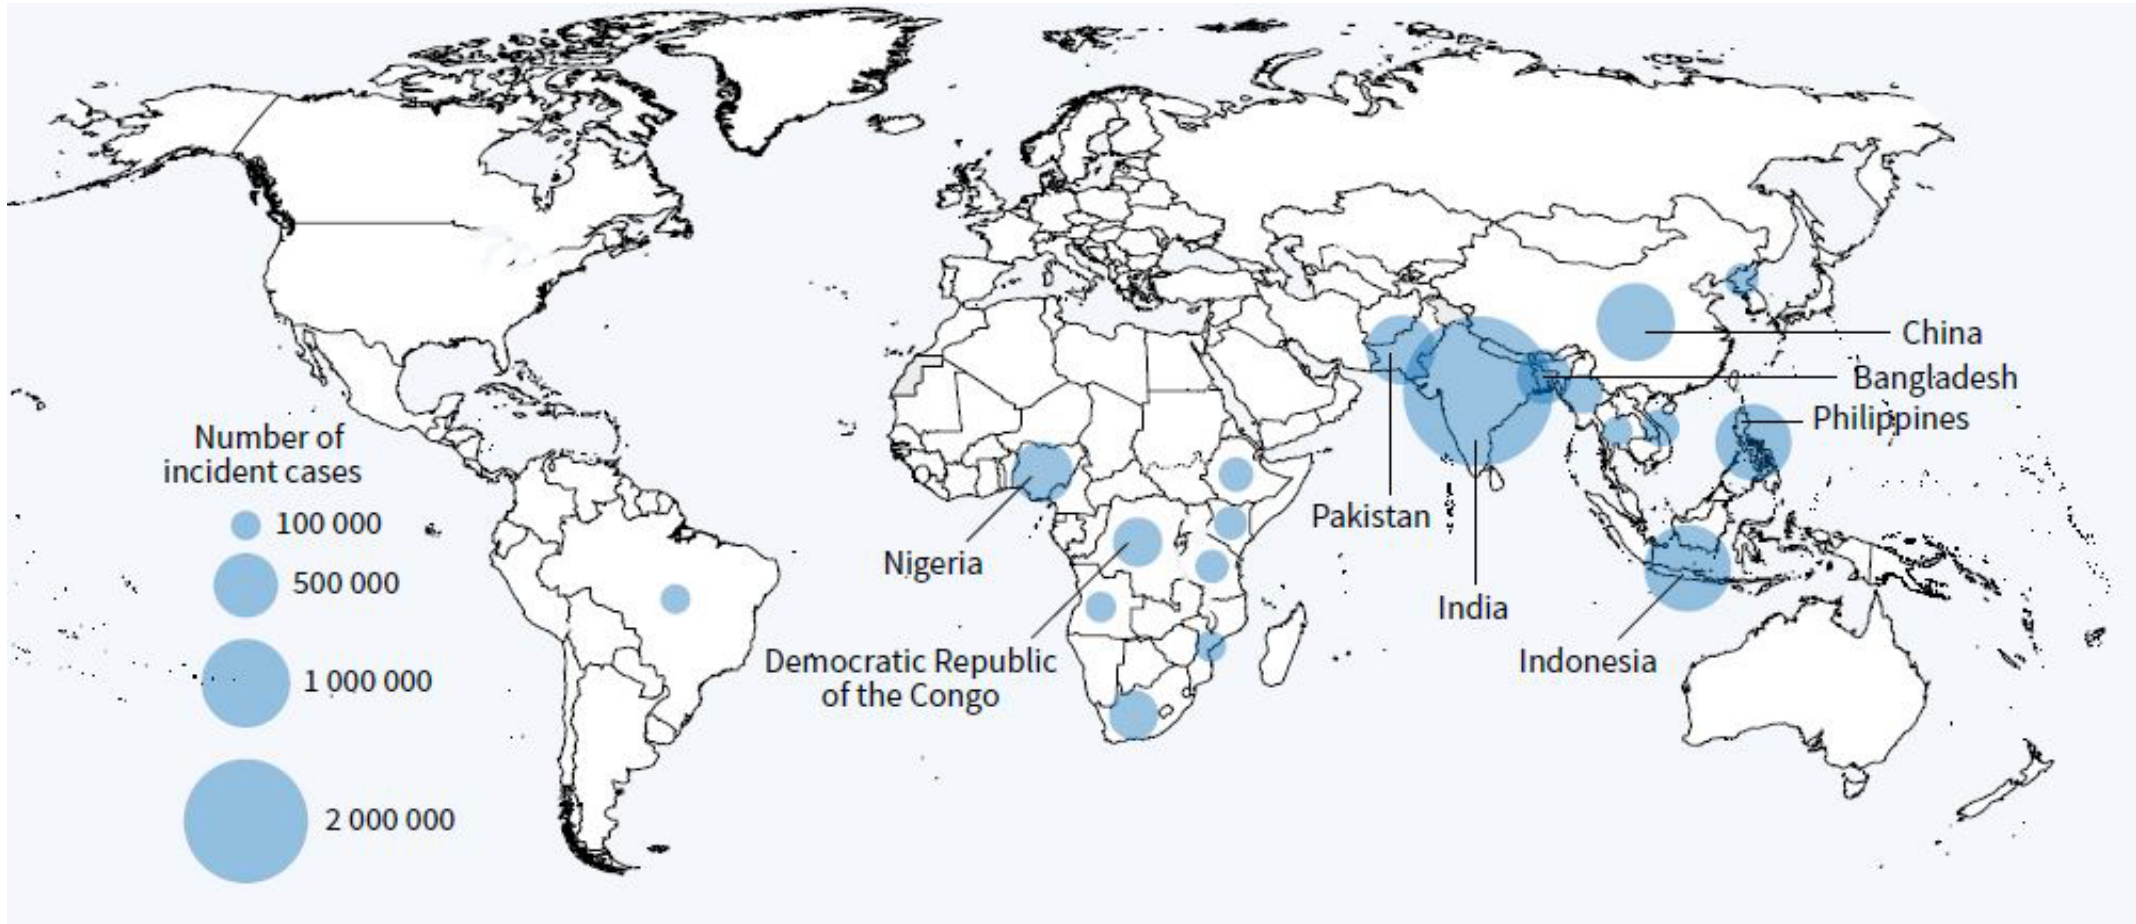 Number of
incident cases
100 000
500 000
1 000 000
2 000 000
China
Bangladesh
Philippines
Pakistan
India
Indonesia
Nigeria
Democratic Republic
of the Congo